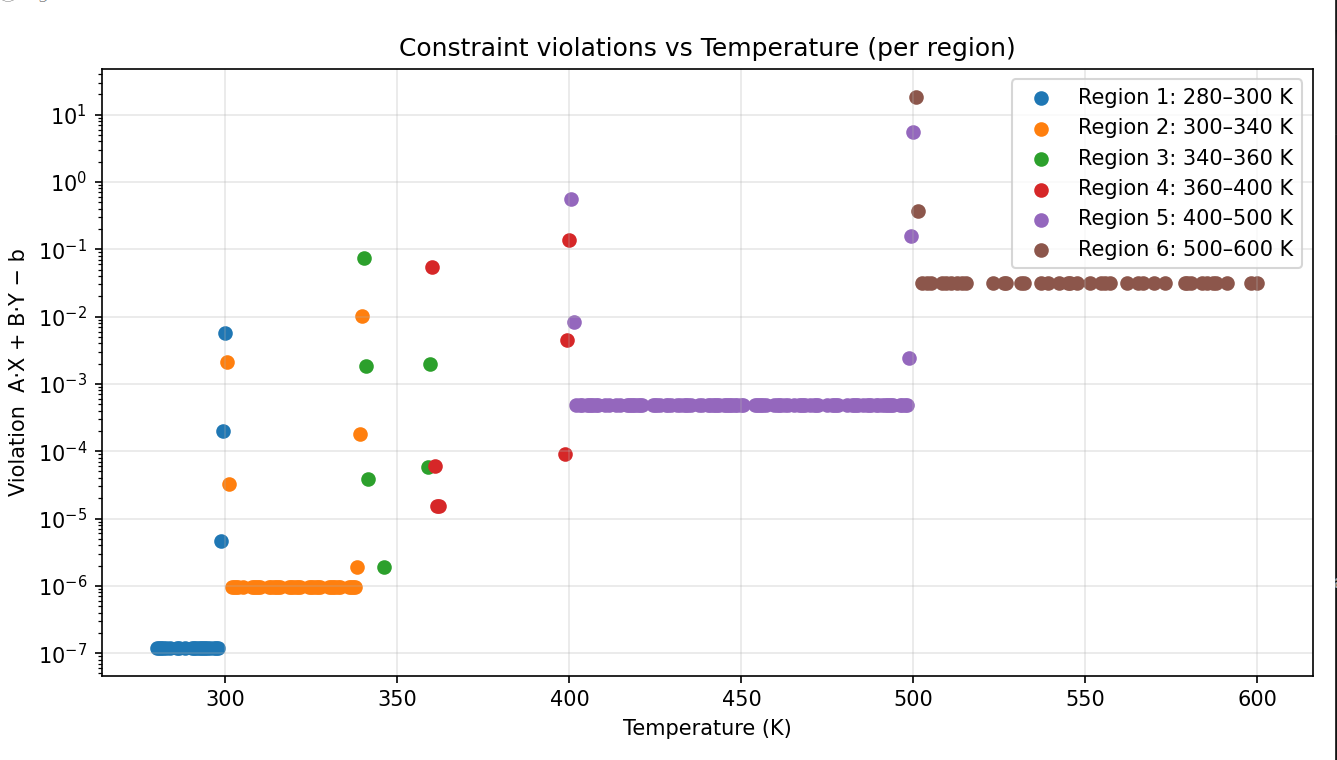 Constraint violations vs Temperature (per region)
Violation A·X + B·Y − b
10¹
10⁰
10⁻¹
10⁻²
10⁻³
10⁻⁴
10⁻⁵
10⁻⁶
10⁻⁷
Region 1: 280–300 K
Region 2: 300–340 K
Region 3: 340–360 K
Region 4: 360–400 K
Region 5: 400–500 K
Region 6: 500–600 K
300 350 400 450 500 550 600
Temperature (K)